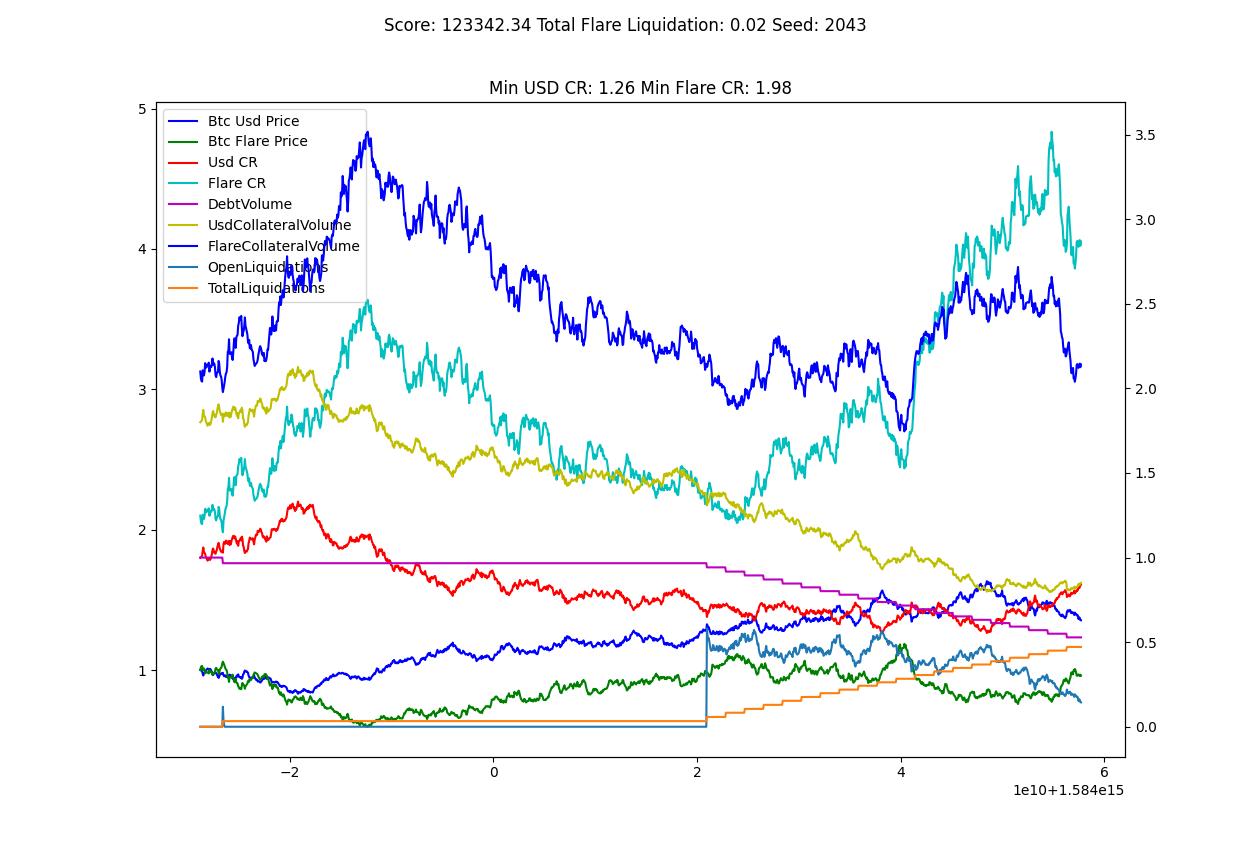 Score: 123342.34 Total Flare Liquidation: 0.02 Seed: 2043
Min USD CR: 1.26 Min Flare CR: 1.98
Btc Usd Price
Btc Flare Price
Usd CR
Flare CR
DebtVolume
UsdCollateralVolume
FlareCollateralVolume
OpenLiquidations
TotalLiquidations
5
4
3
2
1
3.5
3.0
2.5
2.0
1.5
1.0
0.5
0.0
−2 0 2 4 6
1e10+1.584e15